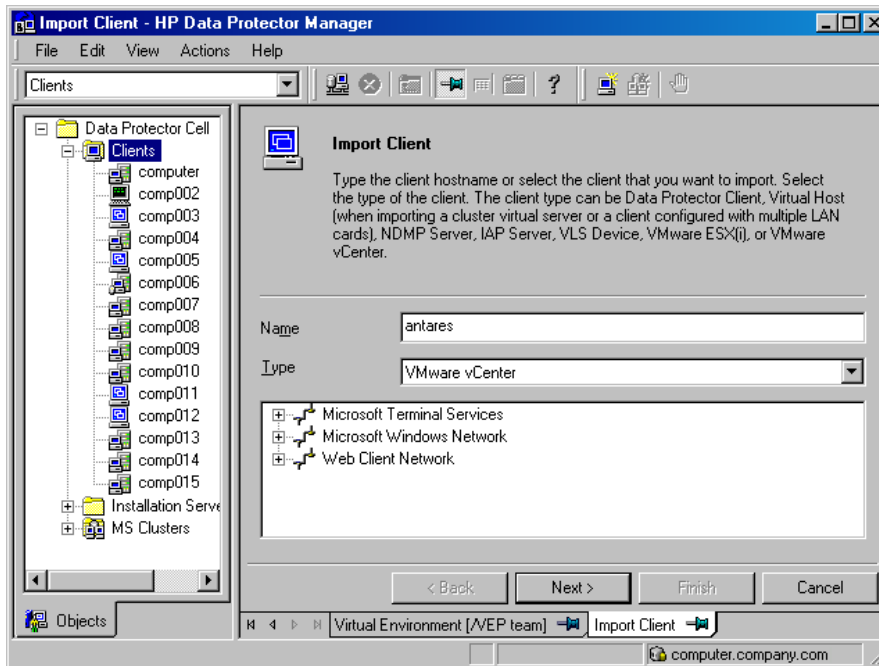 Import Client - HP Data Protector Manager
File Edit View Actions Help
Clients
?
Data Protector Cell
Clients
computer
comp002
comp003
comp004
comp005
comp006
comp007
comp008
comp009
comp010
comp011
comp012
comp013
comp014
comp015
Installation Serve
MS Clusters
Objects
Import Client
Type the client hostname or select the client that you want to import. Select
the type of the client. The client type can be Data Protector Client, Virtual Host
(when importing a cluster virtual server or a client configured with multiple LAN
cards), NDMP Server, IAP Server, VLS Device, VMware ESX(i), or VMware
vCenter.
Name antares
Type VMware vCenter
Microsoft Terminal Services
Microsoft Windows Network
Web Client Network
< Back Next > Finish Cancel
Virtual Environment [/VEP team] Import Client
computer.company.com